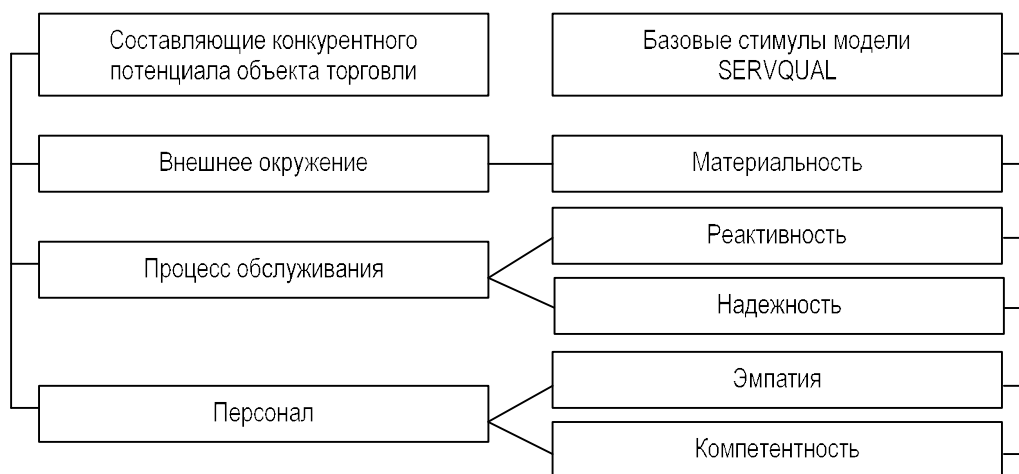 Составляющие конкурентного
потенциала объекта торговли
Базовые стимулы модели
SERVQUAL
Внешнее окружение
Материальность
Процесс обслуживания
Реактивность
Надежность
Персонал
Эмпатия
Компетентность